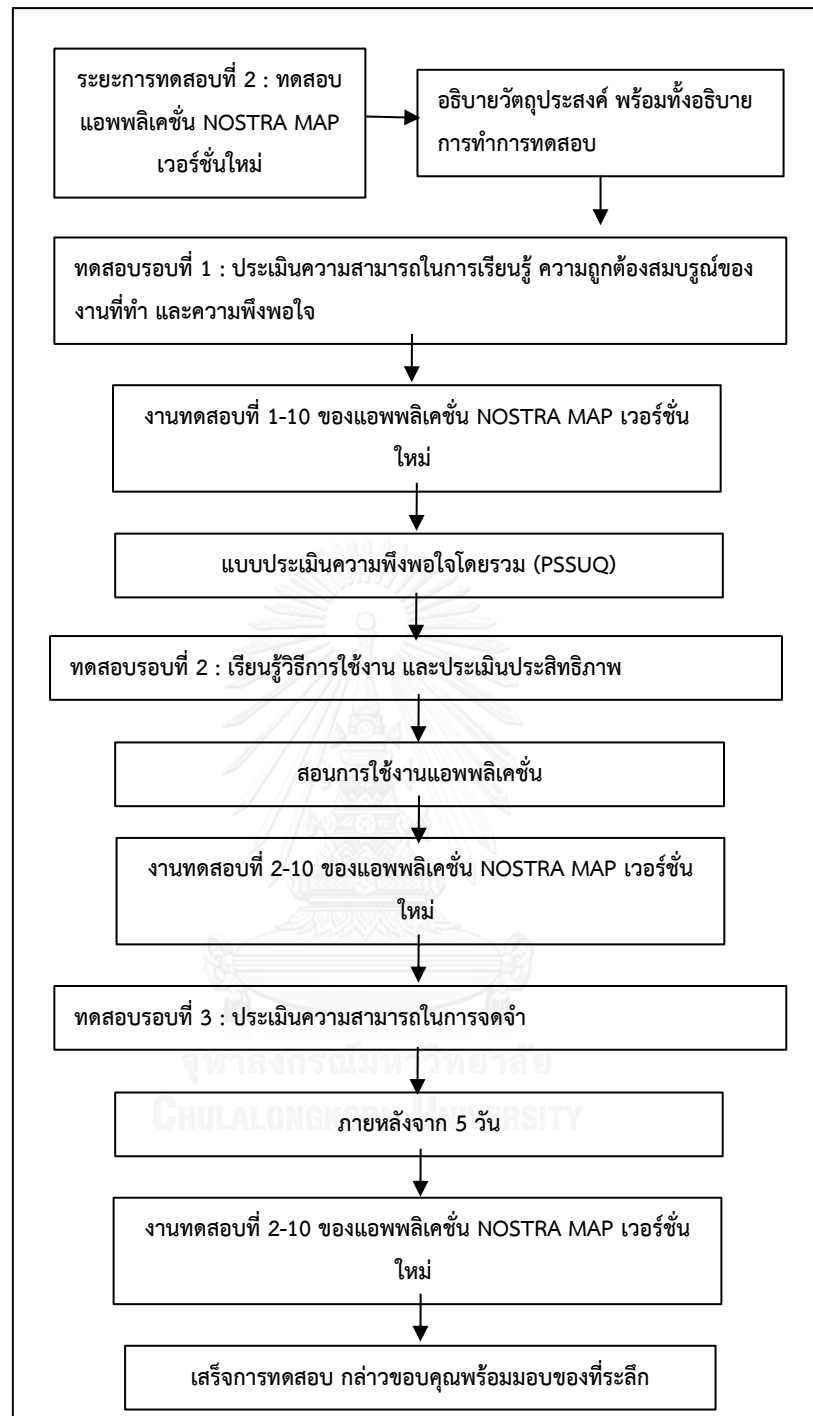 ระยะการทดสอบที่ 2 : ทดสอบ
แอพพลิเคชั่น NOSTRA MAP
เวอร์ชั่นใหม่
อธิบายวัตถุประสงค์ พร้อมทั้งอธิบาย
การทำการทดสอบ
ทดสอบรอบที่ 1 : ประเมินความสามารถในการเรียนรู้ ความถูกต้องสมบรูณ์ของ
งานที่ทำ และความพึงพอใจ
งานทดสอบที่ 1-10 ของแอพพลิเคชั่น NOSTRA MAP เวอร์ชั่น
ใหม่
แบบประเมินความพึงพอใจโดยรวม (PSSUQ)
ทดสอบรอบที่ 2 : เรียนรู้วิธีการใช้งาน และประเมินประสิทธิภาพ
สอนการใช้งานแอพพลิเคชั่น
งานทดสอบที่ 2-10 ของแอพพลิเคชั่น NOSTRA MAP เวอร์ชั่น
ใหม่
ทดสอบรอบที่ 3 : ประเมินความสามารถในการจดจำ
จุฬาลงกรณ์มหาวิทยาลัย
CHULALONGKORN UNIVERSITY
ภายหลังจาก 5 วัน
งานทดสอบที่ 2-10 ของแอพพลิเคชั่น NOSTRA MAP เวอร์ชั่น
ใหม่
เสร็จการทดสอบ กล่าวขอบคุณพร้อมมอบของที่ระลึก